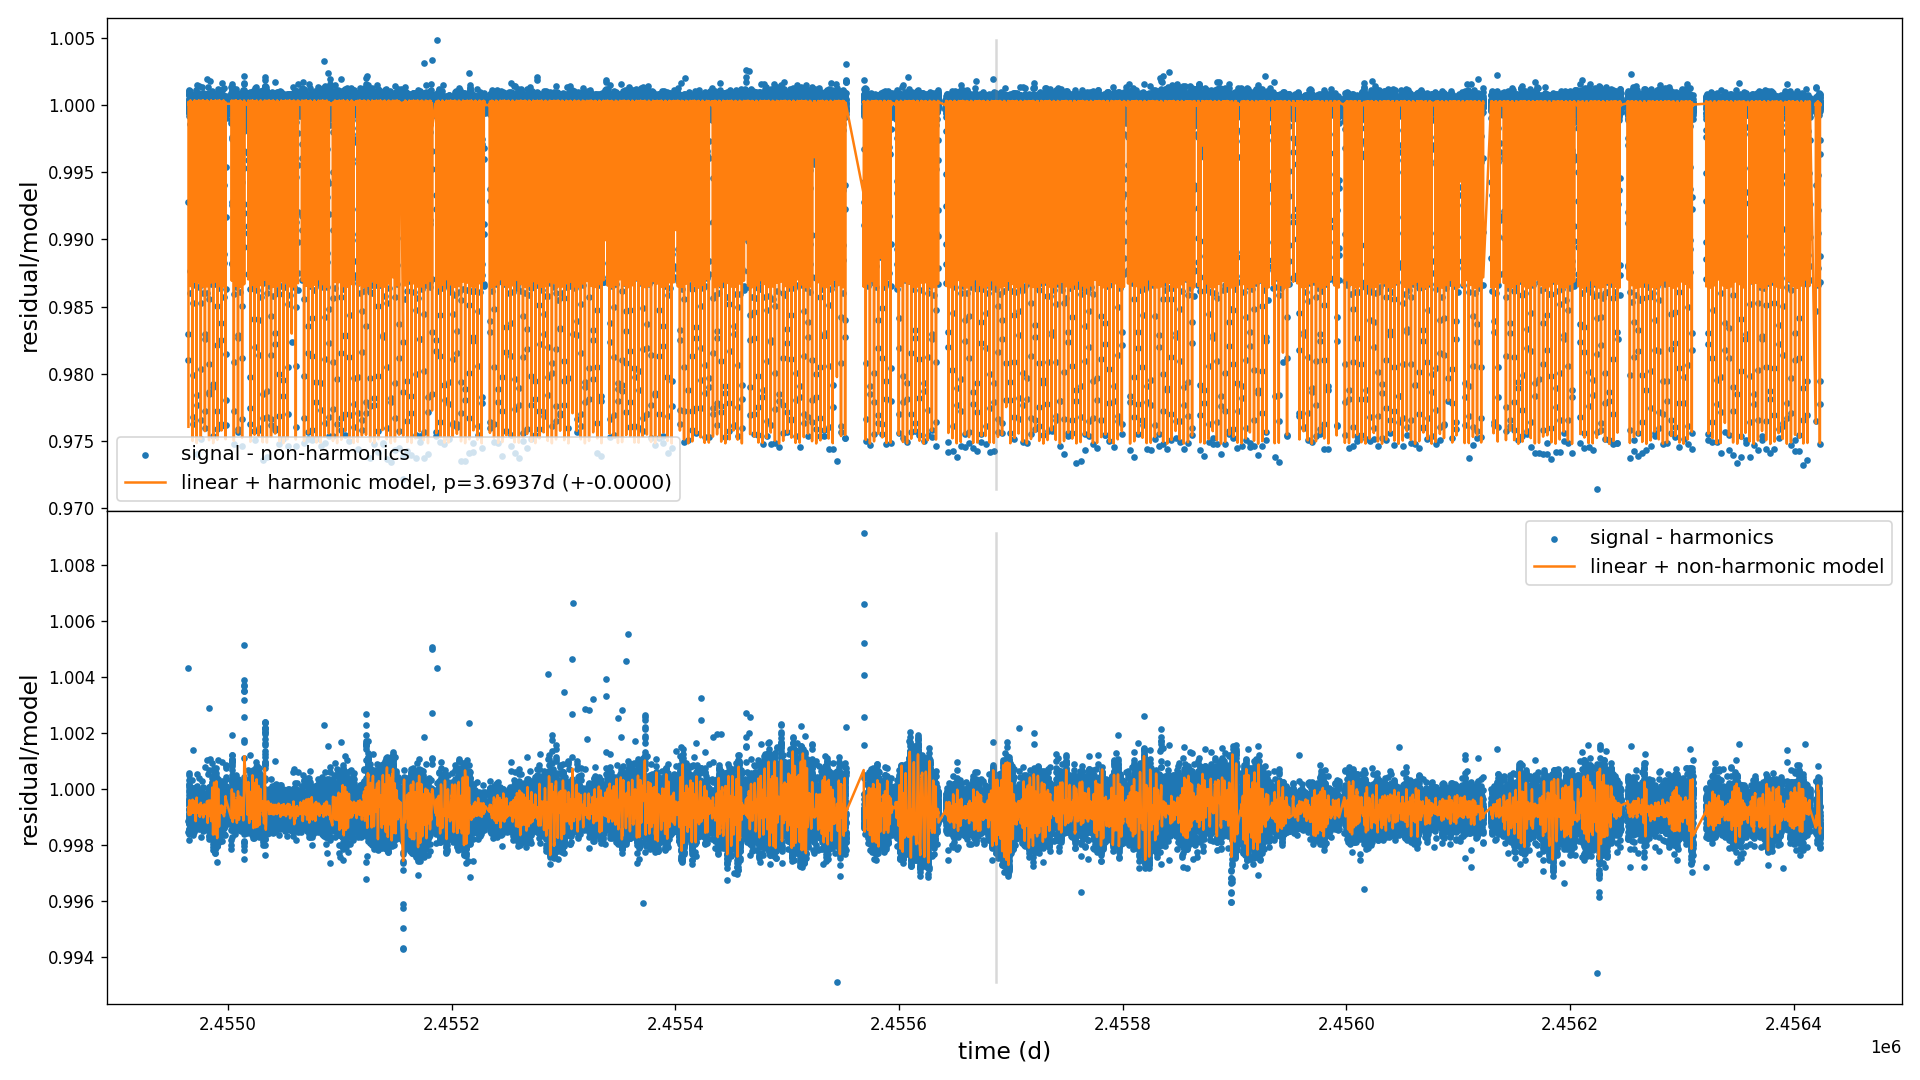 residual/model
1.005
1.000
0.995
0.990
0.985
0.980
0.975
0.970
signal - non-harmonics
linear + harmonic model, p=3.6937d (+-0.0000)
residual/model
1.008
1.006
1.004
1.002
1.000
0.998
0.996
0.994
signal - harmonics
linear + non-harmonic model
2.4550 2.4552 2.4554 2.4556 2.4558 2.4560 2.4562 2.4564
1e6
time (d)